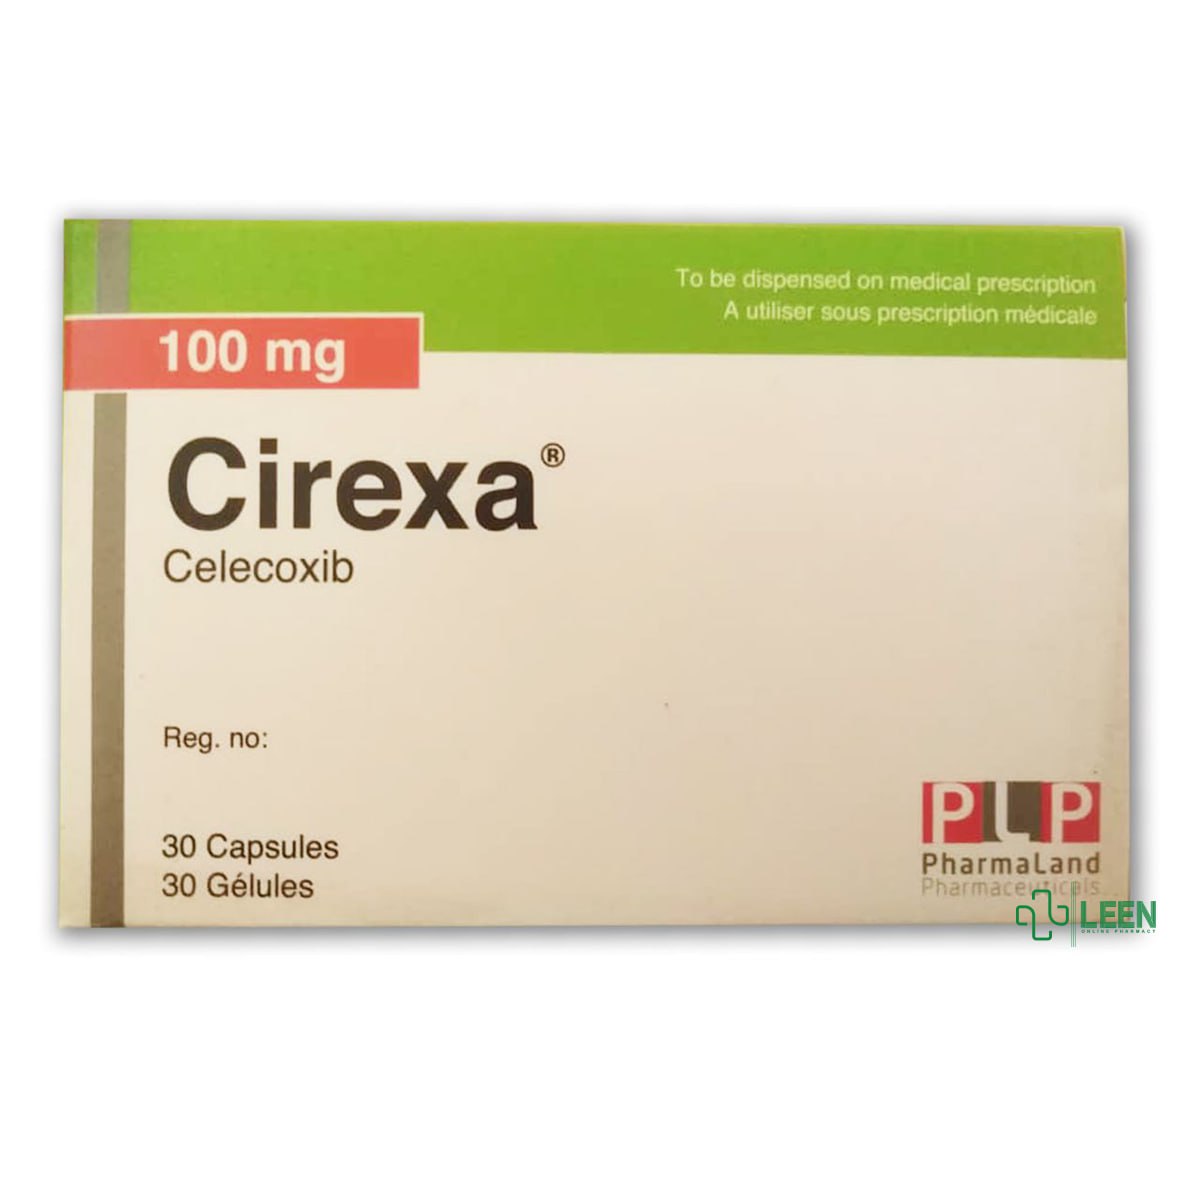 To be dispensed on medical prescription
A utiliser sous prescription médicale
100 mg
Cirexa®
Celecoxib
Reg. no:
30 Capsules
30 Gélules
PLP
PharmaLand
Pharmaceuticals
LEEN
ONLINE PHARMACY